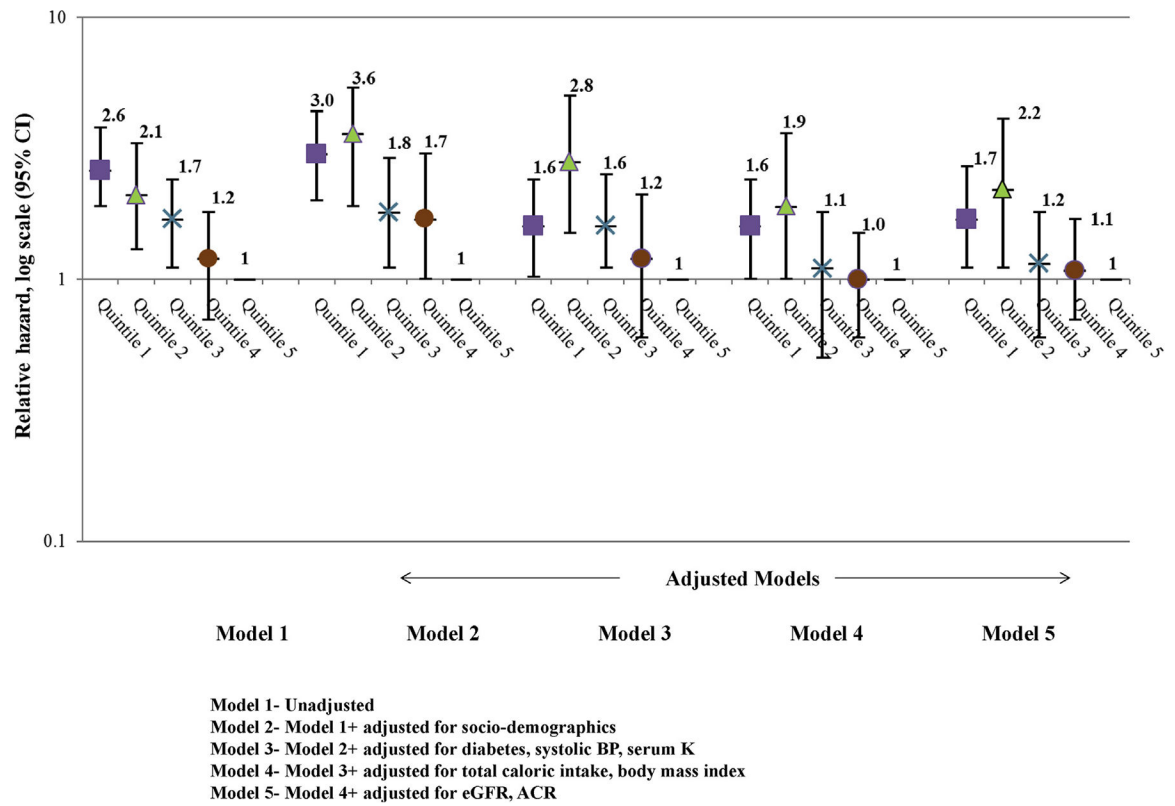 10
1
0.1
Relative hazard, log scale (95% CI)
2.6
2.1
1.7
1.2
1
3.0
3.6
1.8
1.7
1
1.6
2.8
1.6
1.2
1
1.6
1.9
1.1
1.0
1
1.7
2.2
1.2
1.1
1
Quintile 1
Quintile 2
Quintile 3
Quintile 4
Quintile 5
Quintile 1
Quintile 2
Quintile 3
Quintile 4
Quintile 5
Quintile 1
Quintile 2
Quintile 3
Quintile 4
Quintile 5
Quintile 1
Quintile 2
Quintile 3
Quintile 4
Quintile 5
Quintile 1
Quintile 2
Quintile 3
Quintile 4
Quintile 5
Adjusted Models
Model 1 Model 2 Model 3 Model 4 Model 5
Model 1- Unadjusted
Model 2- Model 1+ adjusted for socio-demographics
Model 3- Model 2+ adjusted for diabetes, systolic BP, serum K
Model 4- Model 3+ adjusted for total caloric intake, body mass index
Model 5- Model 4+ adjusted for eGFR, ACR